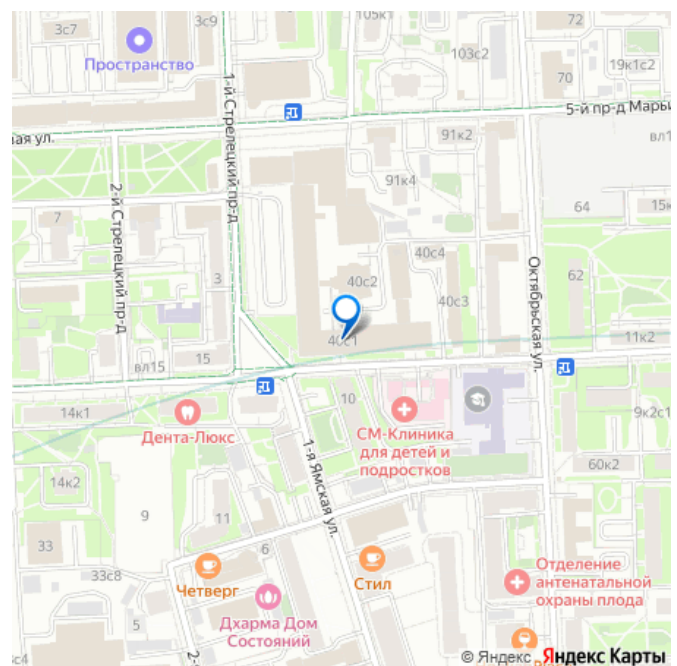 3с7
3с9
105к1
72
Пространство
103с2
19к1с2
70
5-й пр-д Марьи
1-й Стрелецкий пр-д
вая ул.
91к2
вл1
91к4
2-й Стрелецкий пр-д
7
64
15к
40с4
3
40с2
62
40с3
Октябрьская ул.
40с1
11к2
15
вл15
14к1
10
9к2с1
Дента-Люкс
СМ-Клиника
для детей и
подростков
1-я Ямская ул.
60к2
14к2
9
11
33
6
33с8
Четверг
Стил
Отделение
антенатальной
охраны плода
Дхарма Дом
Состояний
5с4
2-я
© Яндекс Яндекс Карты